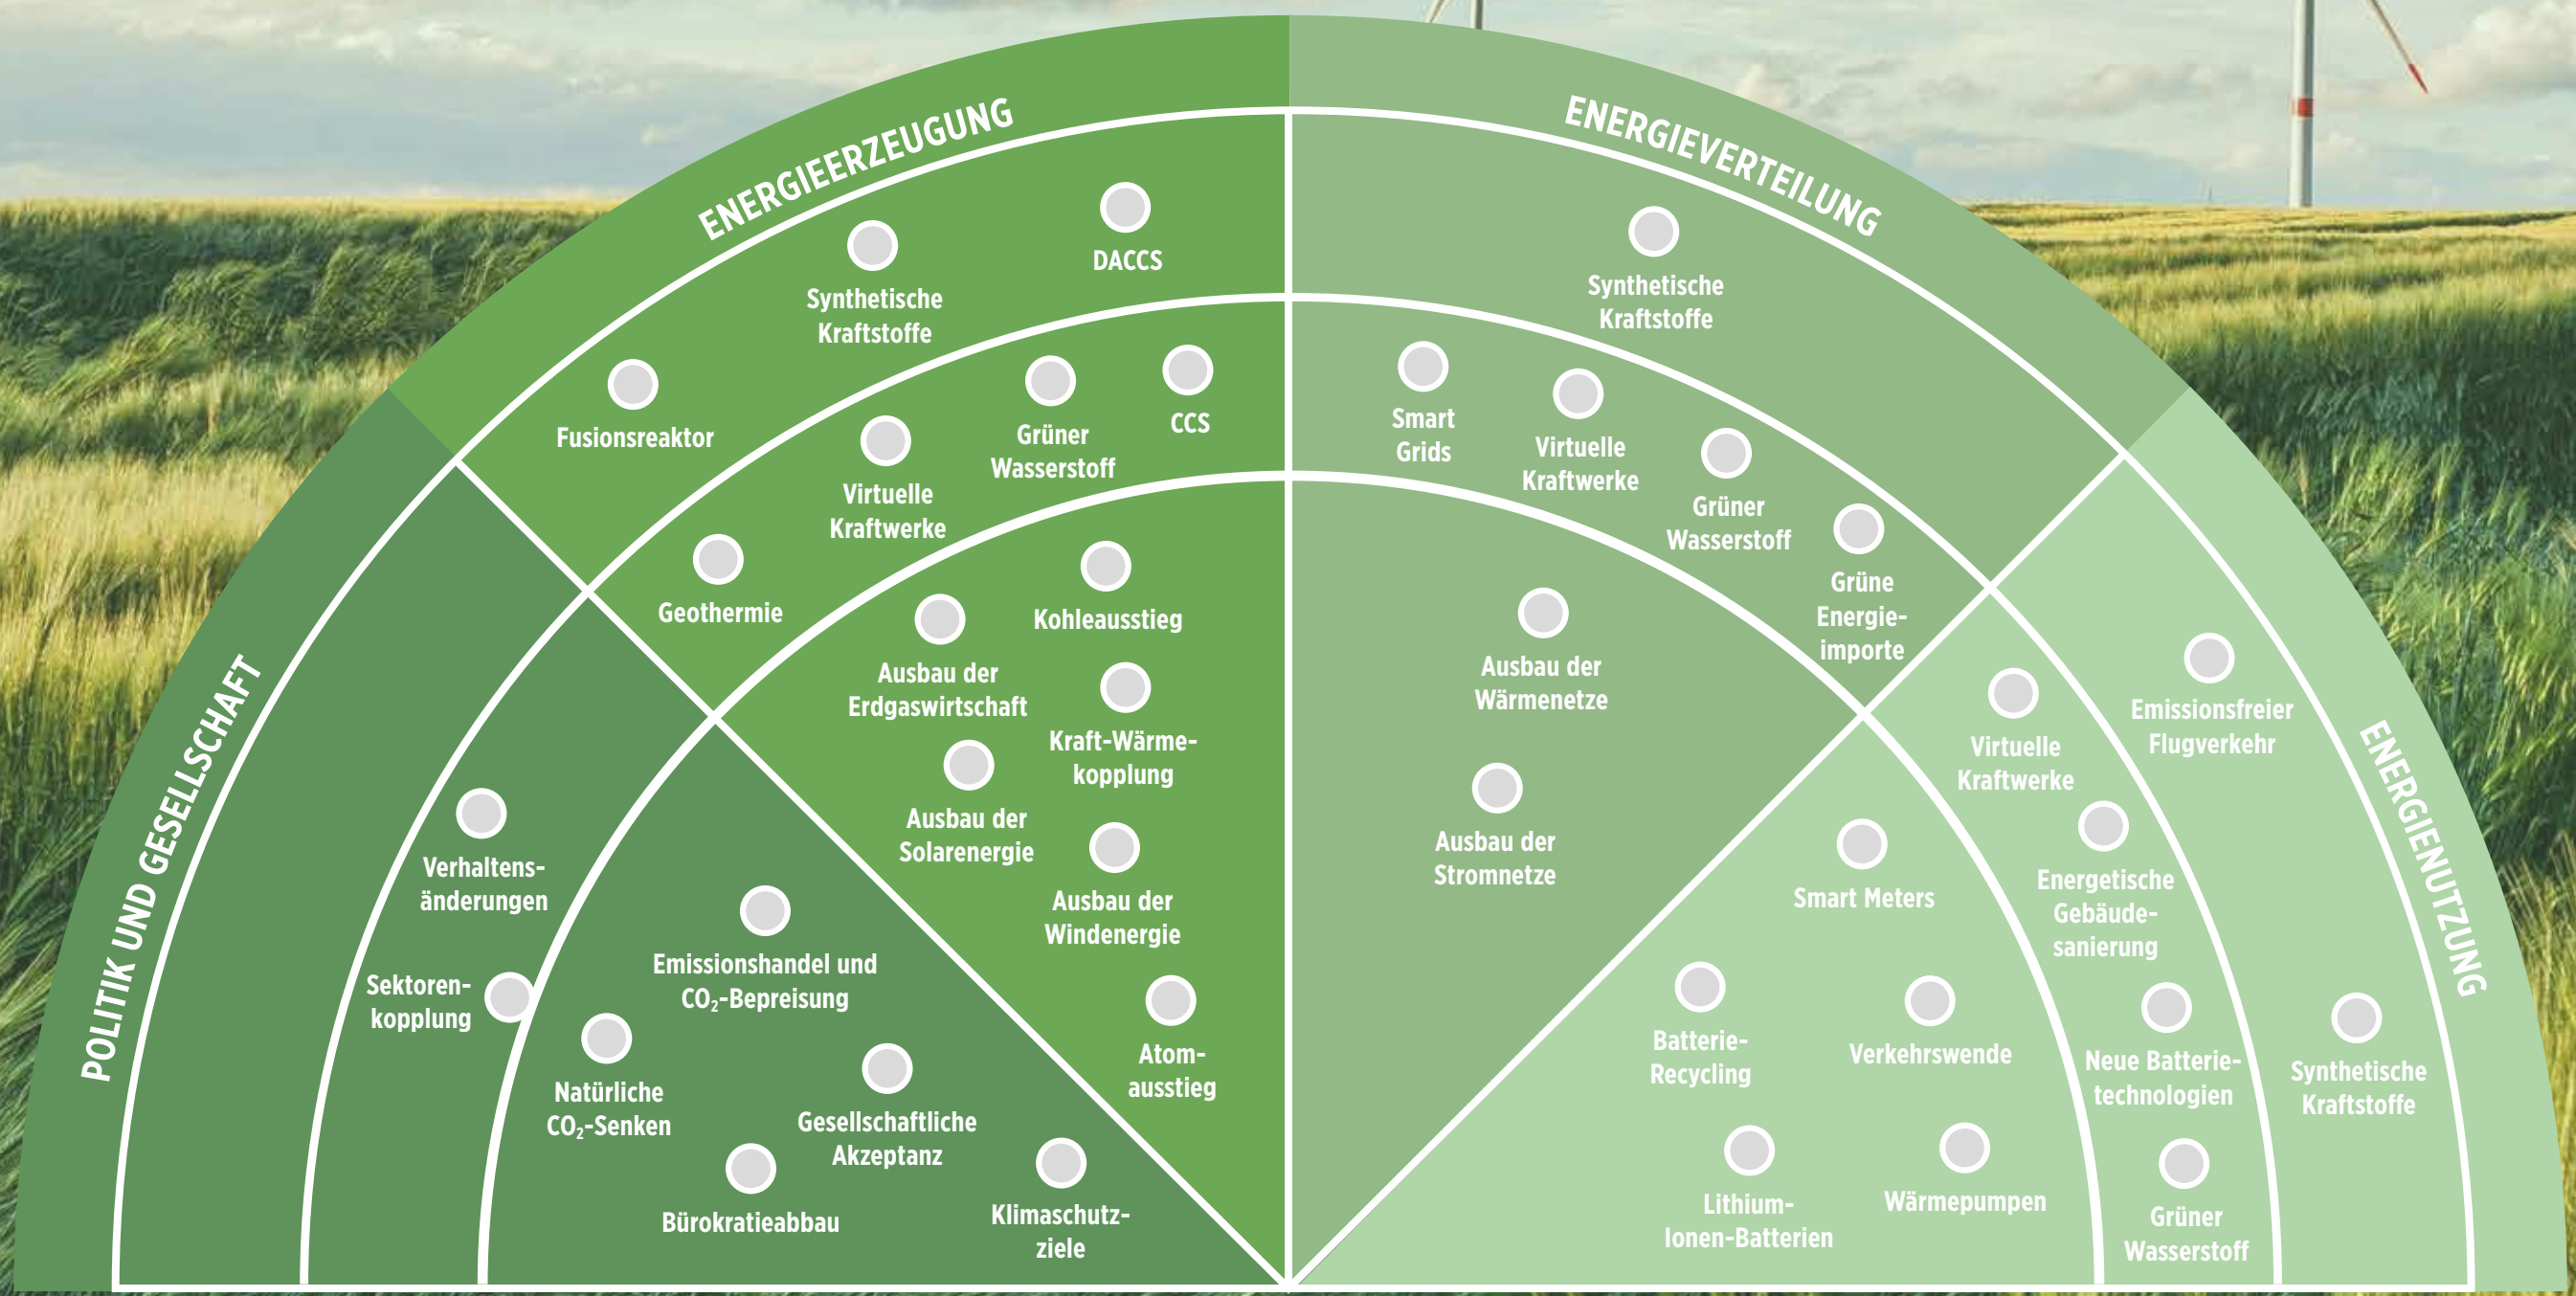 POLITIK UND GESELLSCHAFT
Verhaltens-
änderungen
Sektoren-
kopplung
Emissionshandel und
CO₂-Bepreisung
Natürliche
CO₂-Senken
Gesellschaftliche
Akzeptanz
Bürokratieabbau
Klimaschutz-
ziele
ENERGIEERZEUGUNG
DACCS
Synthetische
Kraftstoffe
Fusionsreaktor
CCS
Grüner
Wasserstoff
Virtuelle
Kraftwerke
Geothermie
Kohleausstieg
Ausbau der
Erdgaswirtschaft
Kraft-Wärme-
kopplung
Ausbau der
Solarenergie
Ausbau der
Windenergie
Atom-
ausstieg
ENERGIEVERTEILUNG
Synthetische
Kraftstoffe
Smart
Grids
Virtuelle
Kraftwerke
Grüner
Wasserstoff
Grüne
Energie-
importe
Ausbau der
Wärmenetze
Ausbau der
Stromnetze
ENERGIENUTZUNG
Emissionsfreier
Flugverkehr
Synthetische
Kraftstoffe
Virtuelle
Kraftwerke
Energetische
Gebäude-
sanierung
Neue Batterie-
technologien
Grüner
Wasserstoff
Smart Meters
Batterie-
Recycling
Verkehrswende
Lithium-
Ionen-Batterien
Wärmepumpen